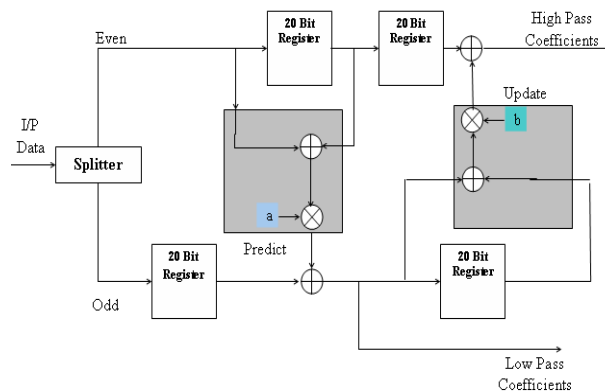 20 Bit
Register
20 Bit
Register
High Pass
Coefficients
Even
Update
I/P
Data
b
Splitter
a
Predict
20 Bit
Register
20 Bit
Register
Odd
Low Pass
Coefficients